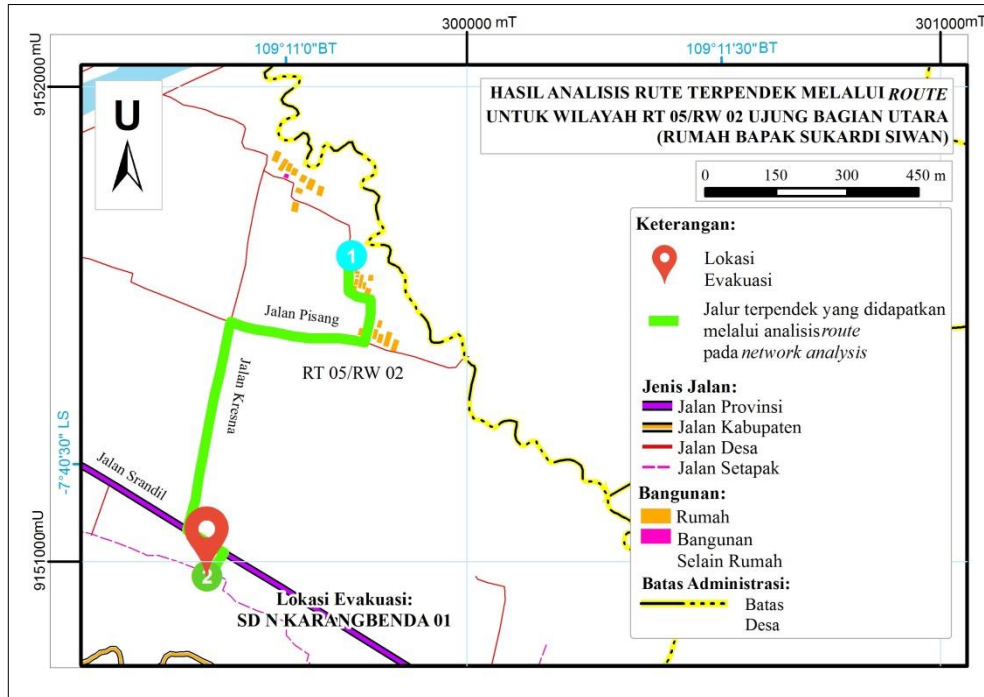 300000 mT
301000 mT
109°11'0"BT
109°11'30"BT
9152000 mU
U
HASIL ANALISIS RUTE TERPENDEK MELALUI ROUTE
UNTUK WILAYAH RT 05/RW 02 UJUNG BAGIAN UTARA
(RUMAH BAPAK SUKARDI SIWAN)
0 150 300 450 m
Keterangan:
Lokasi
Evakuasi
Jalur terpendek yang didapatkan
melalui analisis route
pada network analysis
Jenis Jalan:
Jalan Provinsi
Jalan Kabupaten
Jalan Desa
Jalan Setapak
Bangunan:
Rumah
Bangunan
Selain Rumah
Batas Administrasi:
Batas
Desa
1
Jalan Pisang
RT 05/RW 02
Jalan Kresna
-7°40'30" LS
Jalan Srandil
9151000mU
2
Lokasi Evakuasi:
SD N KARANGBENDA 01